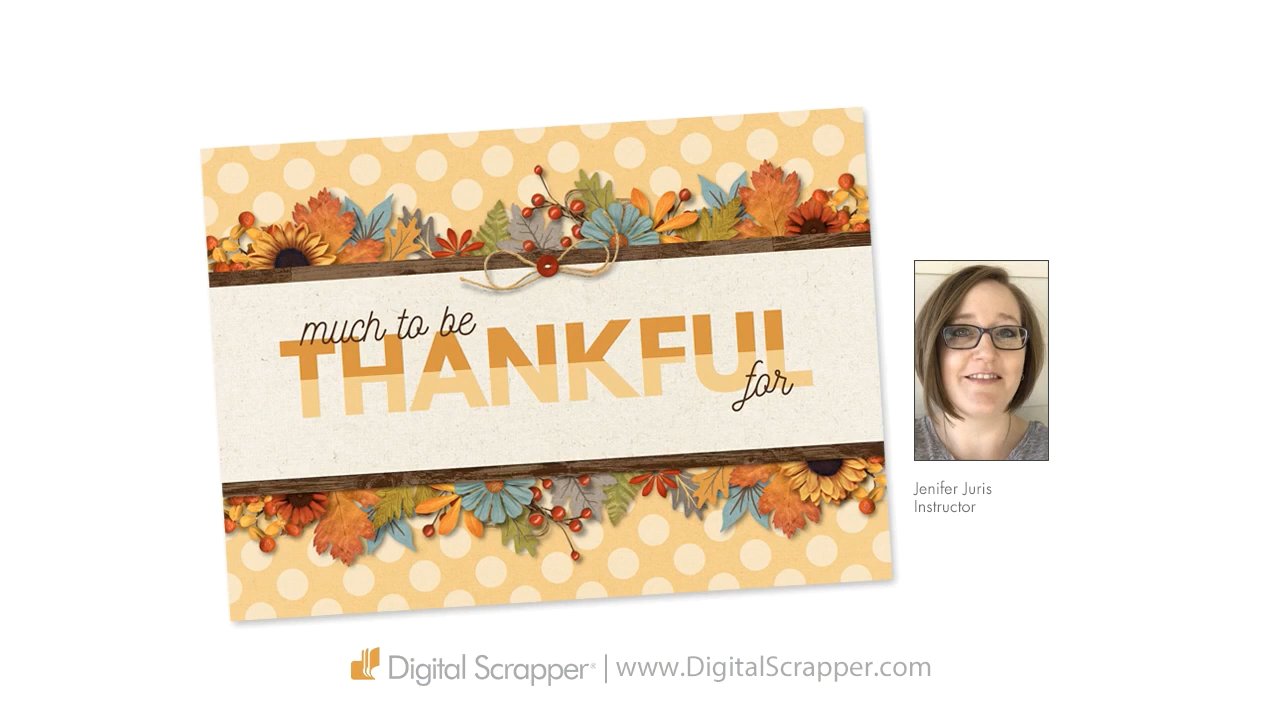 much to be
THANKFUL
for
Jenifer Juris
Instructor
Digital Scrapper® | www.DigitalScrapper.com